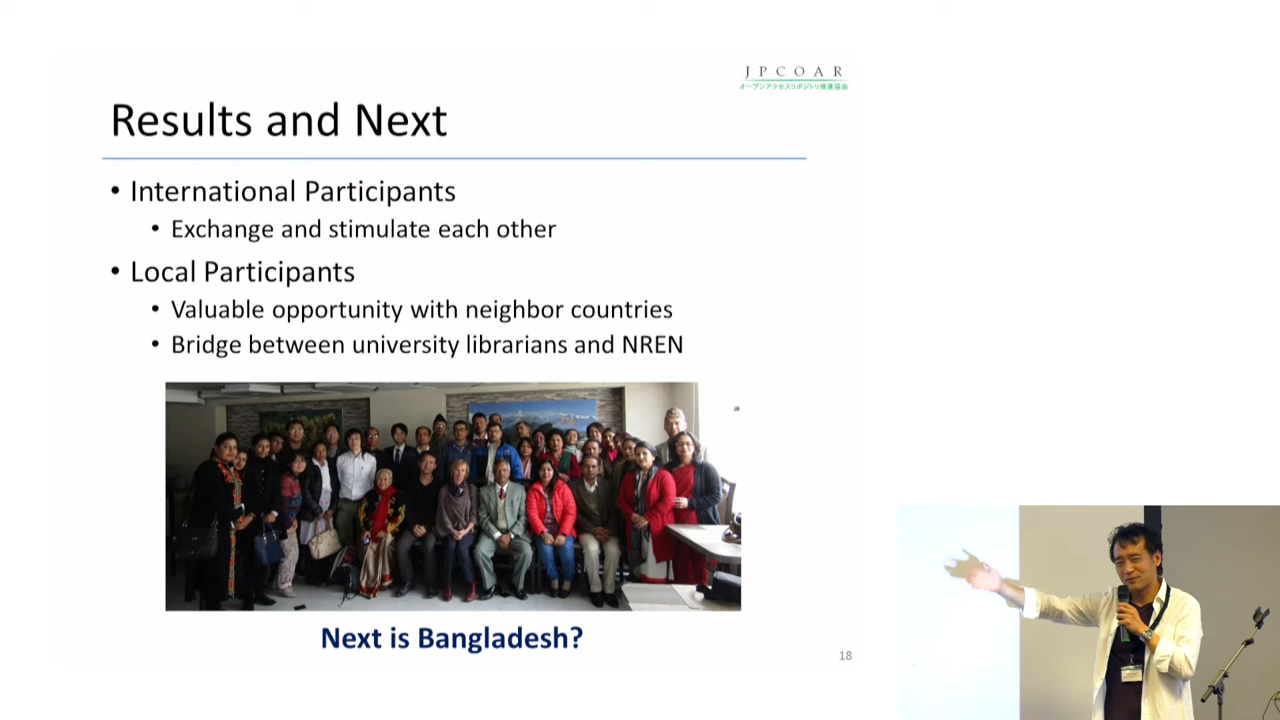 JPCOAR
オープンアクセスリポジトリ推進協会
Results and Next
• International Participants
• Exchange and stimulate each other
• Local Participants
• Valuable opportunity with neighbor countries
• Bridge between university librarians and NREN
Next is Bangladesh?
18